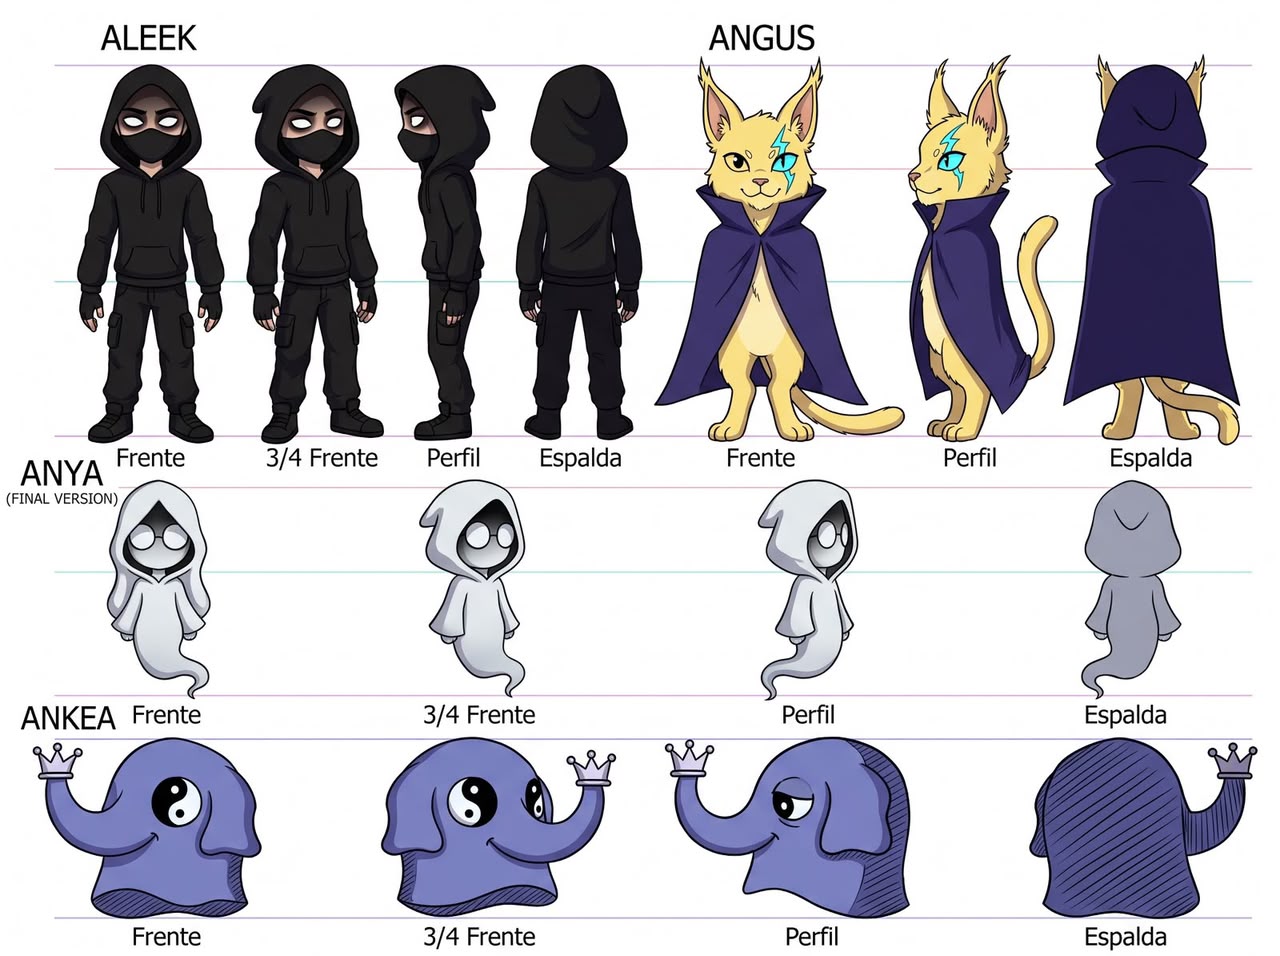 ALEEK
ANGUS
Frente
3/4 Frente
Perfil
Espalda
Frente
Perfil
Espalda
ANYA
(FINAL VERSION)
Frente
3/4 Frente
Perfil
Espalda
ANKEA
Frente
3/4 Frente
Perfil
Espalda